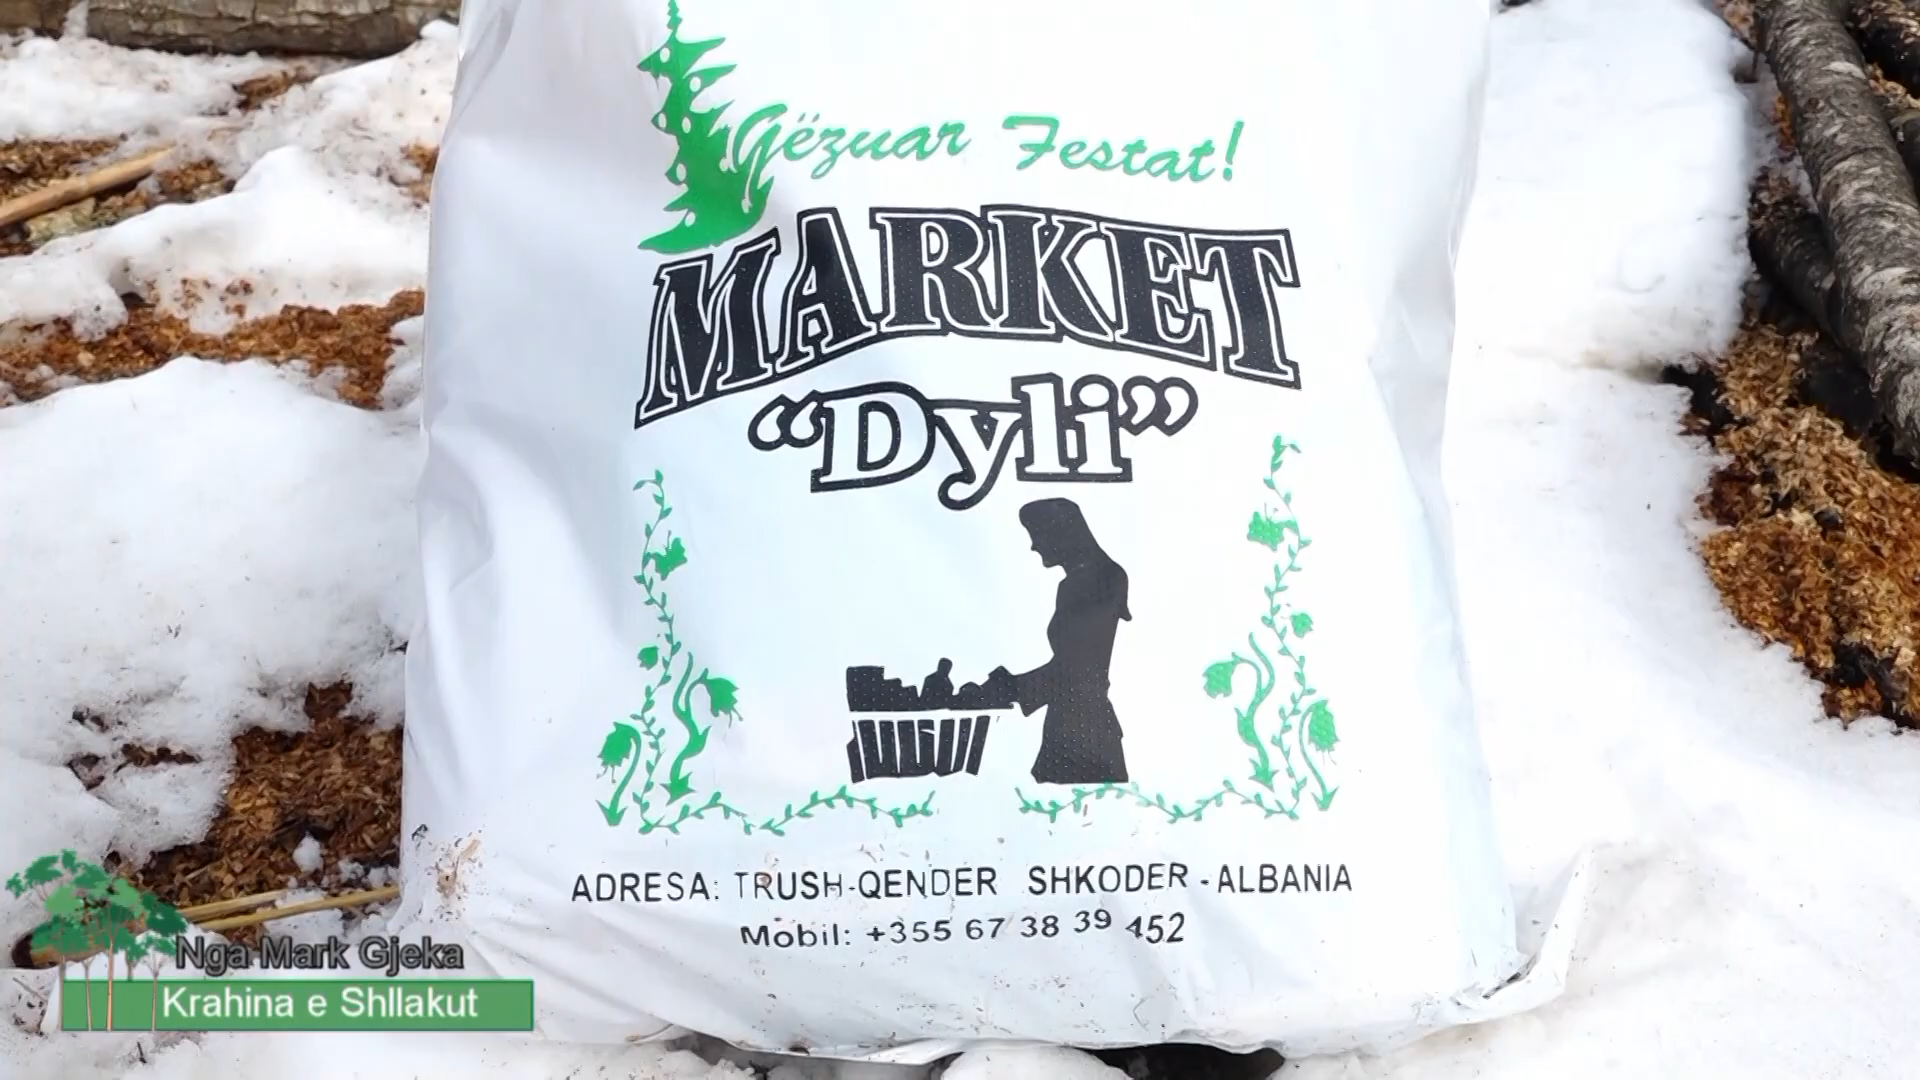 Gëzuar Festat!
MARKET
“Dyli”
ADRESA: TRUSH-QENDER SHKODER - ALBANIA
Mobil: +355 67 38 39 452
Nga Mark Gjeka
Krahina e Shllakut